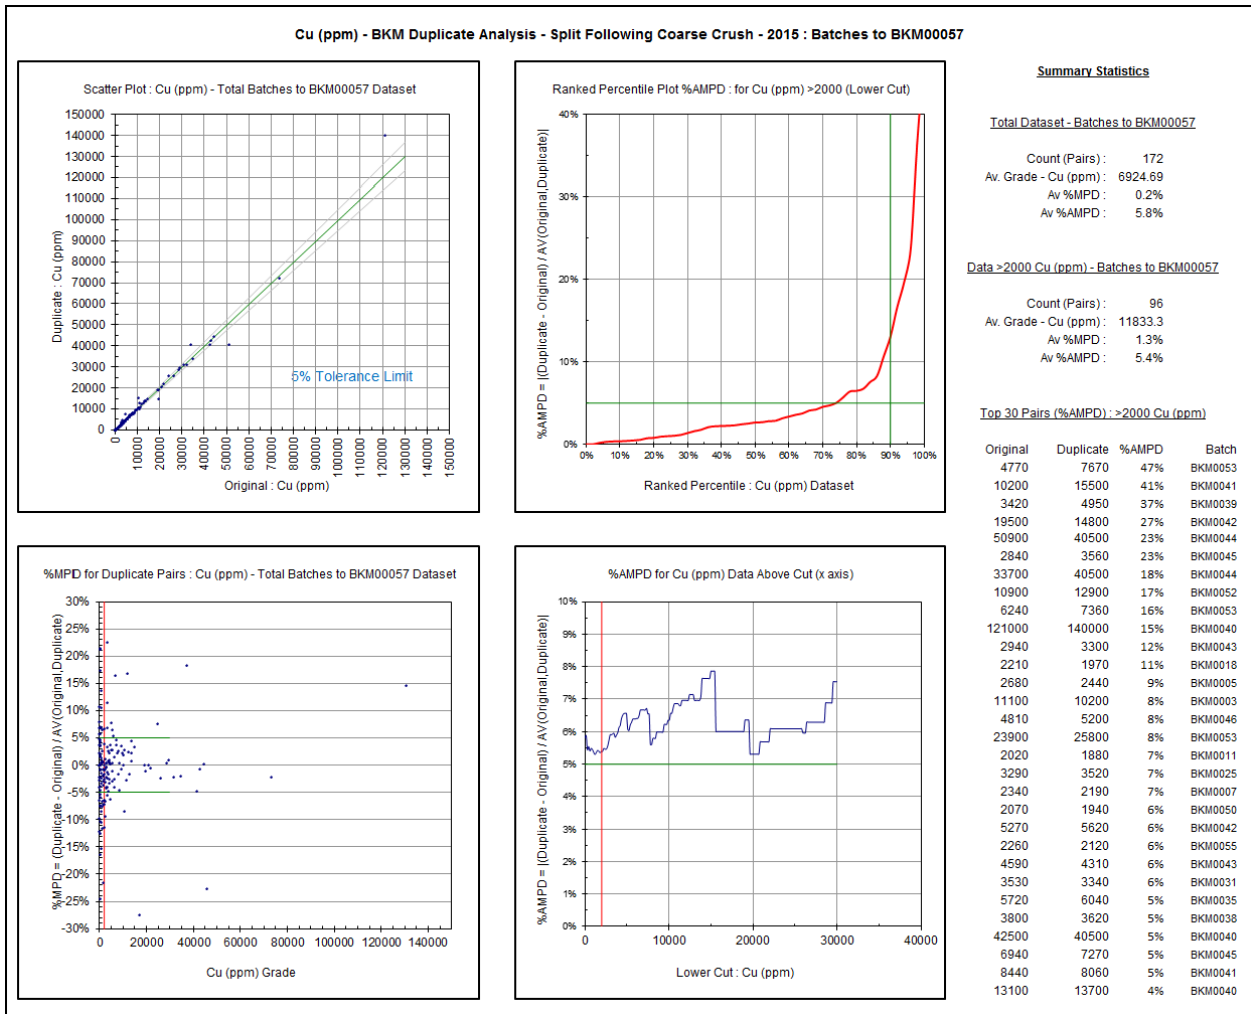 Cu (ppm) - BKM Duplicate Analysis - Split Following Coarse Crush - 2015 : Batches to BKM00057
Scatter Plot : Cu (ppm) - Total Batches to BKM00057 Dataset
150000
140000
130000
120000
110000
100000
90000
80000
70000
60000
50000
40000
30000
20000
10000
0
Duplicate : Cu (ppm)
5% Tolerance Limit
0
10000
20000
30000
40000
50000
60000
70000
80000
90000
100000
110000
120000
130000
140000
150000
Original : Cu (ppm)
Ranked Percentile Plot %AMPD : for Cu (ppm) >2000 (Lower Cut)
40%
30%
20%
10%
0%
%AMPD = |(Duplicate - Original) / AV(Original,Duplicate)|
0% 10% 20% 30% 40% 50% 60% 70% 80% 90% 100%
Ranked Percentile : Cu (ppm) Dataset
%MPD for Duplicate Pairs : Cu (ppm) - Total Batches to BKM00057 Dataset
30%
25%
20%
15%
10%
5%
0%
-5%
-10%
-15%
-20%
-25%
-30%
%MPD = (Duplicate - Original) / AV(Original,Duplicate)
0 20000 40000 60000 80000 100000 120000 140000
Cu (ppm) Grade
%AMPD for Cu (ppm) Data Above Cut (x axis)
10%
9%
8%
7%
6%
5%
4%
3%
2%
1%
0%
%AMPD = |(Duplicate - Original) / AV(Original,Duplicate)|
0 10000 20000 30000 40000
Lower Cut : Cu (ppm)
Summary Statistics
Total Dataset - Batches to BKM00057
Count (Pairs) : 172
Av. Grade - Cu (ppm) : 6924.69
Av %MPD : 0.2%
Av %AMPD : 5.8%
Data >2000 Cu (ppm) - Batches to BKM00057
Count (Pairs) : 96
Av. Grade - Cu (ppm) : 11833.3
Av %MPD : 1.3%
Av %AMPD : 5.4%
Top 30 Pairs (%AMPD) : >2000 Cu (ppm)
Original Duplicate %AMPD Batch
4770 7670 47% BKM0053
10200 15500 41% BKM0041
3420 4950 37% BKM0039
19500 14800 27% BKM0042
50900 40500 23% BKM0044
2840 3560 23% BKM0045
33700 40500 18% BKM0044
10900 12900 17% BKM0052
6240 7360 16% BKM0053
121000 140000 15% BKM0040
2940 3300 12% BKM0043
2210 1970 11% BKM0018
2680 2440 9% BKM0005
11100 10200 8% BKM0003
4810 5200 8% BKM0046
23900 25800 8% BKM0053
2020 1880 7% BKM0011
3290 3520 7% BKM0025
2340 2190 7% BKM0007
2070 1940 6% BKM0050
5270 5620 6% BKM0042
2260 2120 6% BKM0055
4590 4310 6% BKM0043
3530 3340 6% BKM0031
5720 6040 5% BKM0035
3800 3620 5% BKM0038
42500 40500 5% BKM0040
6940 7270 5% BKM0045
8440 8060 5% BKM0041
13100 13700 4% BKM0040